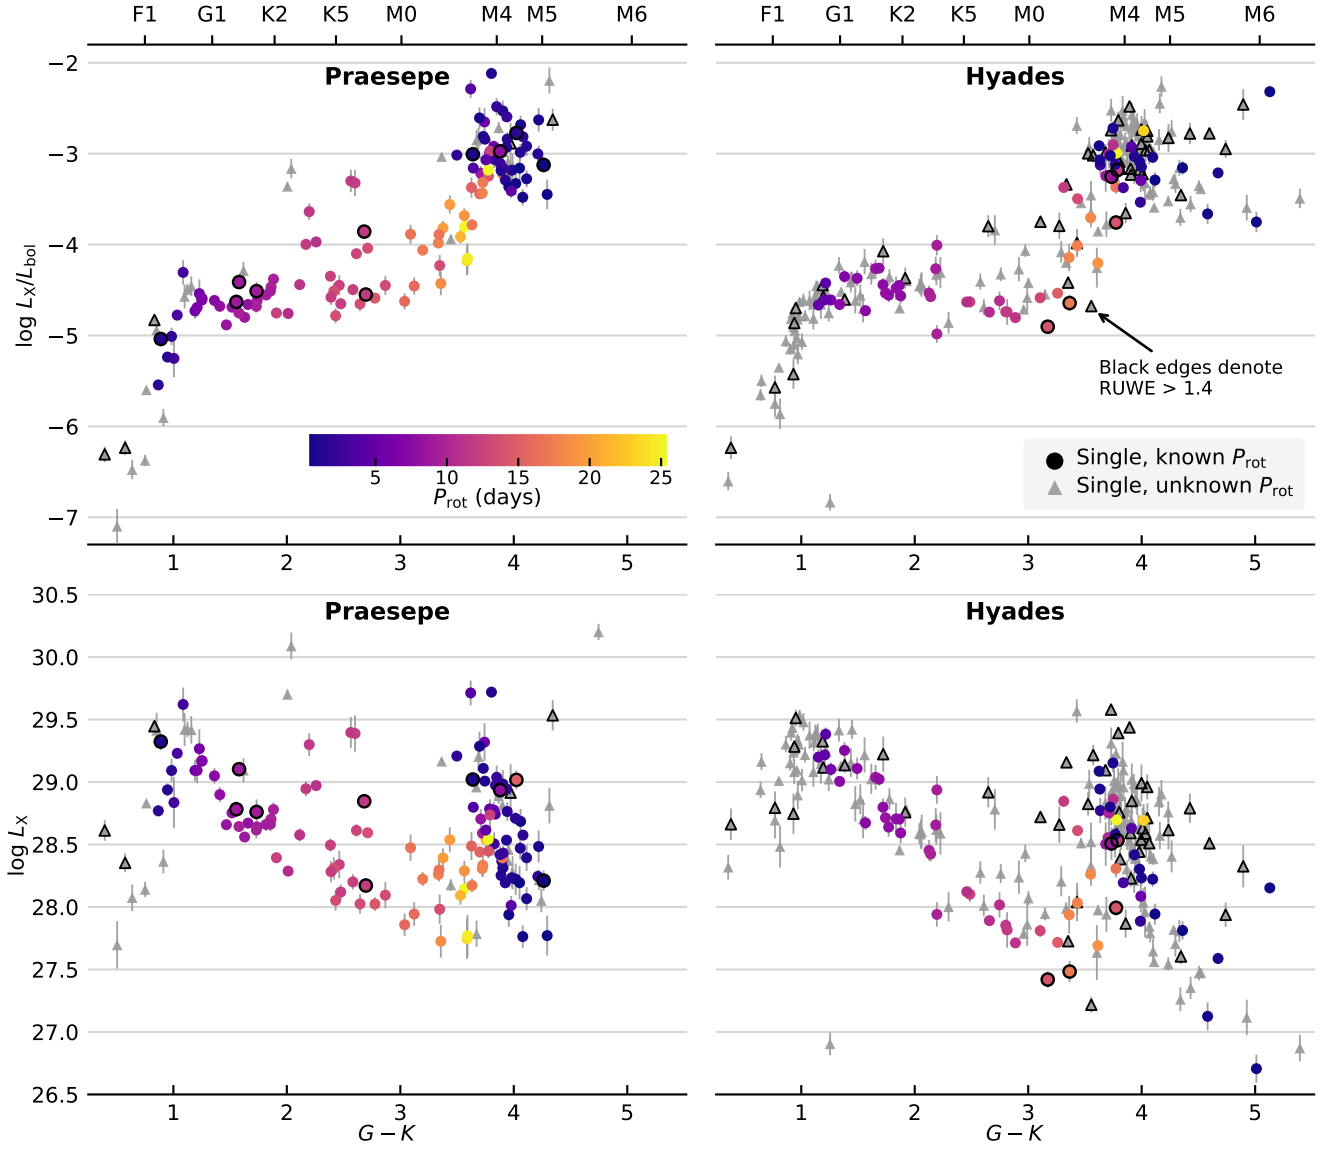 F1 G1 K2 K5 M0 M4 M5 M6
F1 G1 K2 K5 M0 M4 M5 M6
Praesepe
Hyades
−2
−3
−4
−5
−6
−7
log L_X/L_bol
Black edges denote
RUWE > 1.4
5 10 15 20 25
P_rot (days)
Single, known P_rot
Single, unknown P_rot
1 2 3 4 5
1 2 3 4 5
Praesepe
Hyades
30.5
30.0
29.5
29.0
28.5
28.0
27.5
27.0
26.5
log L_X
1 2 3 4 5
1 2 3 4 5
G − K
G − K